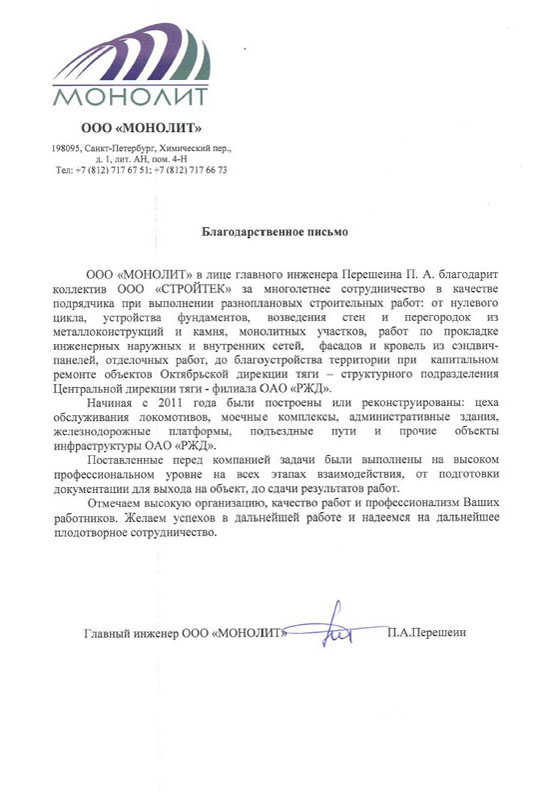 МОНОЛИТ
ООО «МОНОЛИТ»
198095, Санкт-Петербург, Химический пер.,
д. 1, лит. АН, пом. 4-Н
Тел: +7 (812) 717 67 51; +7 (812) 717 66 73
Благодарственное письмо
ООО «МОНОЛИТ» в лице главного инженера Перешеина П. А. благодарит
коллектив ООО «СТРОЙТЕК» за многолетнее сотрудничество в качестве
подрядчика при выполнении разноплановых строительных работ: от нулевого
цикла, устройства фундаментов, возведения стен и перегородок из
металлоконструкций и камня, монолитных участков, работ по прокладке
инженерных наружных и внутренних сетей, фасадов и кровель из сэндвич-
панелей, отделочных работ, до благоустройства территории при капитальном
ремонте объектов Октябрьской дирекции тяги – структурного подразделения
Центральной дирекции тяги - филиала ОАО «РЖД».
Начиная с 2011 года были построены или реконструированы: цеха
обслуживания локомотивов, моечные комплексы, административные здания,
железнодорожные платформы, подъездные пути и прочие объекты
инфраструктуры ОАО «РЖД».
Поставленные перед компанией задачи были выполнены на высоком
профессиональном уровне на всех этапах взаимодействия, от подготовки
документации для выхода на объект, до сдачи результатов работ.
Отмечаем высокую организацию, качество работ и профессионализм Ваших
работников. Желаем успехов в дальнейшей работе и надеемся на дальнейшее
плодотворное сотрудничество.
Главный инженер ООО «МОНОЛИТ» П.А.Перешеин